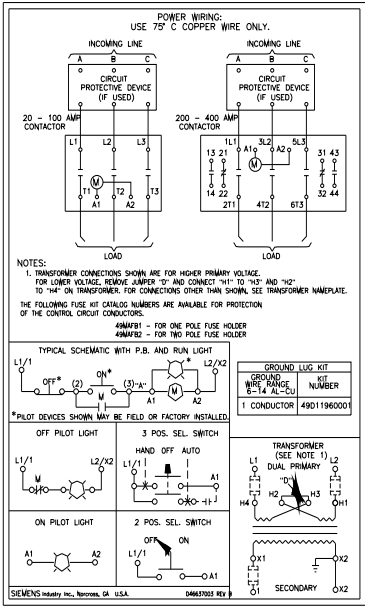 POWER WIRING:
USE 75° C COPPER WIRE ONLY.
INCOMING LINE
A B C
CIRCUIT
PROTECTIVE DEVICE
(IF USED)
20 - 100 AMP
CONTACTOR
L1 L2 L3
M
T1 T2 T3
A1 A2
LOAD
INCOMING LINE
A B C
CIRCUIT
PROTECTIVE DEVICE
(IF USED)
200 - 400 AMP
CONTACTOR
1L1 3L2 5L3
13 21 A1 A2 31 43
M
14 22 32 44
2T1 4T2 6T3
LOAD
NOTES:
1. TRANSFORMER CONNECTIONS SHOWN ARE FOR HIGHER PRIMARY VOLTAGE.
FOR LOWER VOLTAGE, REMOVE JUMPER "D" AND CONNECT "H1" TO "H3" AND "H2"
TO "H4" ON TRANSFORMER. FOR CONNECTIONS OTHER THAN SHOWN, SEE TRANSFORMER NAMEPLATE.
THE FOLLOWING FUSE KIT CATALOG NUMBERS ARE AVAILABLE FOR PROTECTION
OF THE CONTROL CIRCUIT CONDUCTORS.
49MAFB1 - FOR ONE POLE FUSE HOLDER
49MAFB2 - FOR TWO POLE FUSE HOLDER
TYPICAL SCHEMATIC WITH P.B. AND RUN LIGHT
L1/1 L2/X2
OFF* (2) ON* (3) "A" A1 M A2
*
M
*PILOT DEVICES SHOWN MAY BE FIELD OR FACTORY INSTALLED.
GROUND LUG KIT
GROUND
WIRE RANGE
6-14 AL-CU
KIT
NUMBER
1 CONDUCTOR 49D11960001
OFF PILOT LIGHT
L1/1 L2/X2
M
3 POS. SEL. SWITCH
HAND OFF AUTO
L1/1
A1
ON PILOT LIGHT
A1 A2
2 POS. SEL. SWITCH
OFF ON
L1/1
A1
TRANSFORMER
(SEE NOTE 1)
L1 DUAL PRIMARY L2
"D"
H2 H3
H4 H1
X1 X2
SECONDARY X2
SIEMENS Industry Inc., Norcross, GA U.S.A. D46637003 REV B